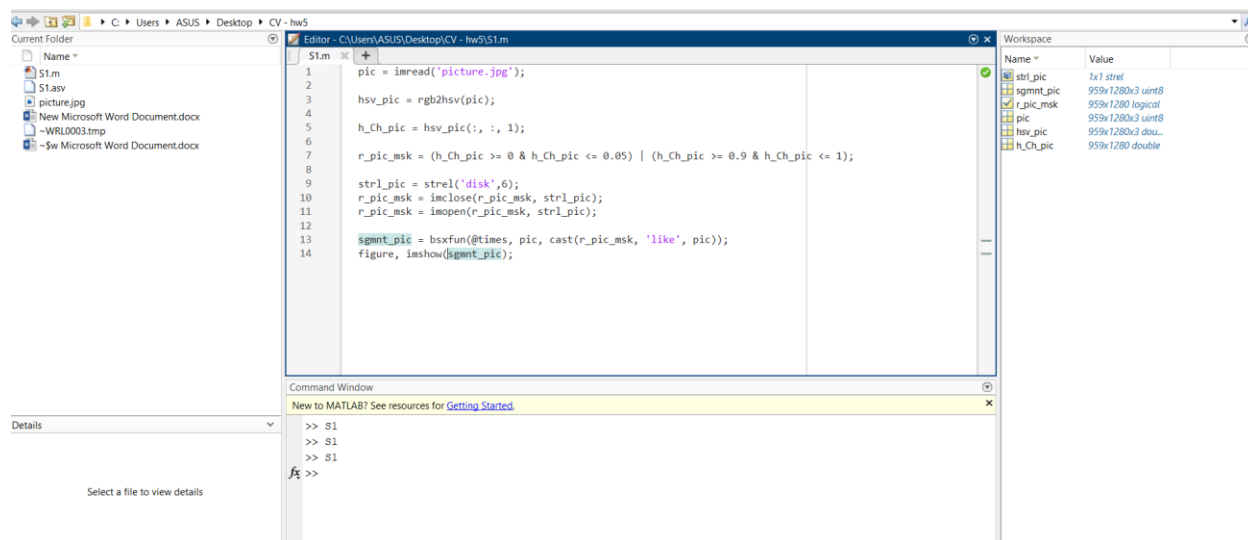 C: ▸ Users ▸ ASUS ▸ Desktop ▸ CV - hw5
Current Folder
Name
S1.m
S1.asv
picture.jpg
New Microsoft Word Document.docx
~WRL0003.tmp
~$w Microsoft Word Document.docx
Details
Select a file to view details
Editor - C:\Users\ASUS\Desktop\CV - hw5\S1.m
S1.m
1 pic = imread('picture.jpg');
2
3 hsv_pic = rgb2hsv(pic);
4
5 h_Ch_pic = hsv_pic(:, :, 1);
6
7 r_pic_msk = (h_Ch_pic >= 0 & h_Ch_pic <= 0.05) | (h_Ch_pic >= 0.9 & h_Ch_pic <= 1);
8
9 strl_pic = strel('disk',6);
10 r_pic_msk = imclose(r_pic_msk, strl_pic);
11 r_pic_msk = imopen(r_pic_msk, strl_pic);
12
13 sgmnt_pic = bsxfun(@times, pic, cast(r_pic_msk, 'like', pic));
14 figure, imshow(sgmnt_pic);
Command Window
New to MATLAB? See resources for Getting Started.
>> S1
>> S1
>> S1
fx >>
Workspace
Name Value
strl_pic 1x1 strel
sgmnt_pic 959x1280x3 uint8
r_pic_msk 959x1280 logical
pic 959x1280x3 uint8
hsv_pic 959x1280x3 dou...
h_Ch_pic 959x1280 double